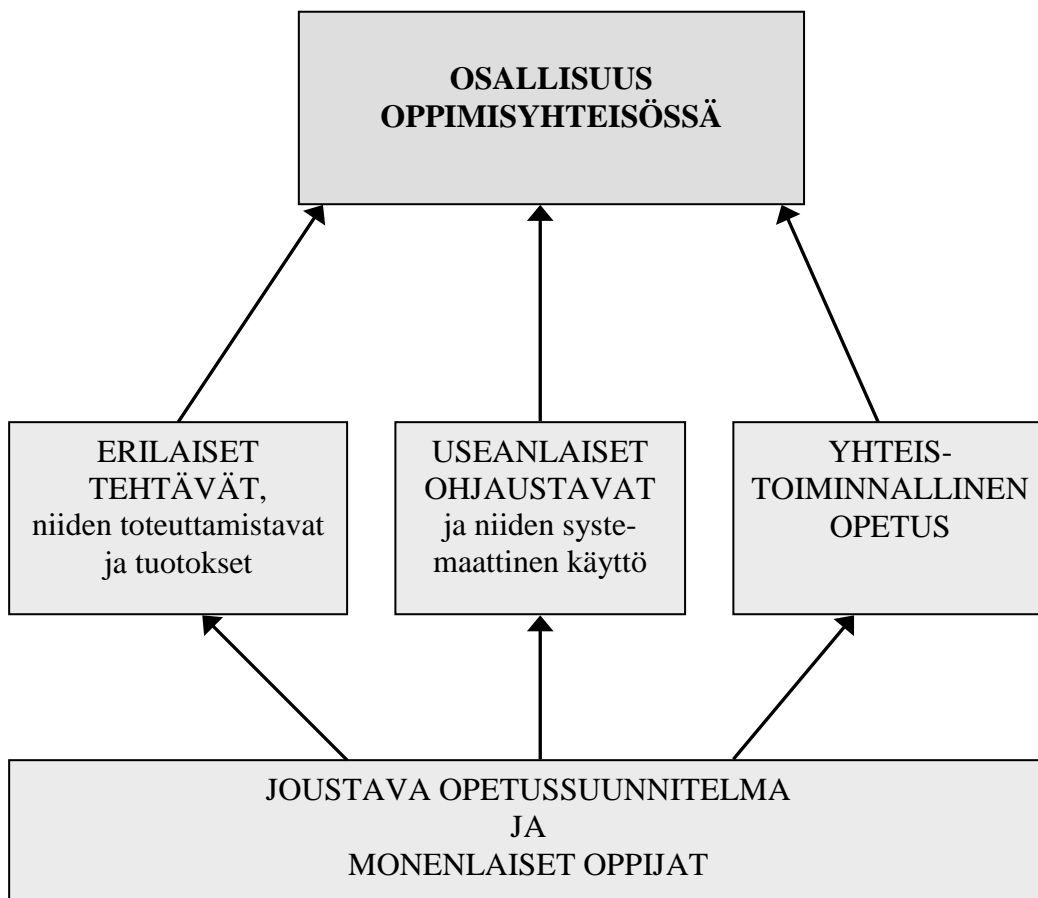 OSALLISUUS
OPPIMISYHTEISÖSSÄ
ERILAISET
TEHTÄVÄT,
niiden toteuttamistavat
ja tuotokset
USEANLAISET
OHJAUSTAVAT
ja niiden syste-
maattinen käyttö
YHTEIS-
TOIMINNALLINEN
OPETUS
JOUSTAVA OPETUSSUUNNITELMA
JA
MONENLAISET OPPIJAT